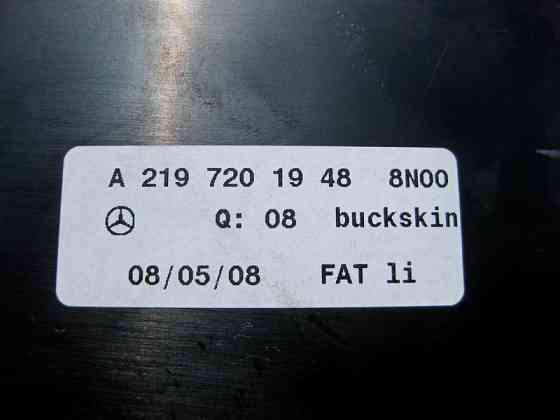 A 219 720 19 48 8N00
Q: 08 buckskin
08/05/08 FAT li